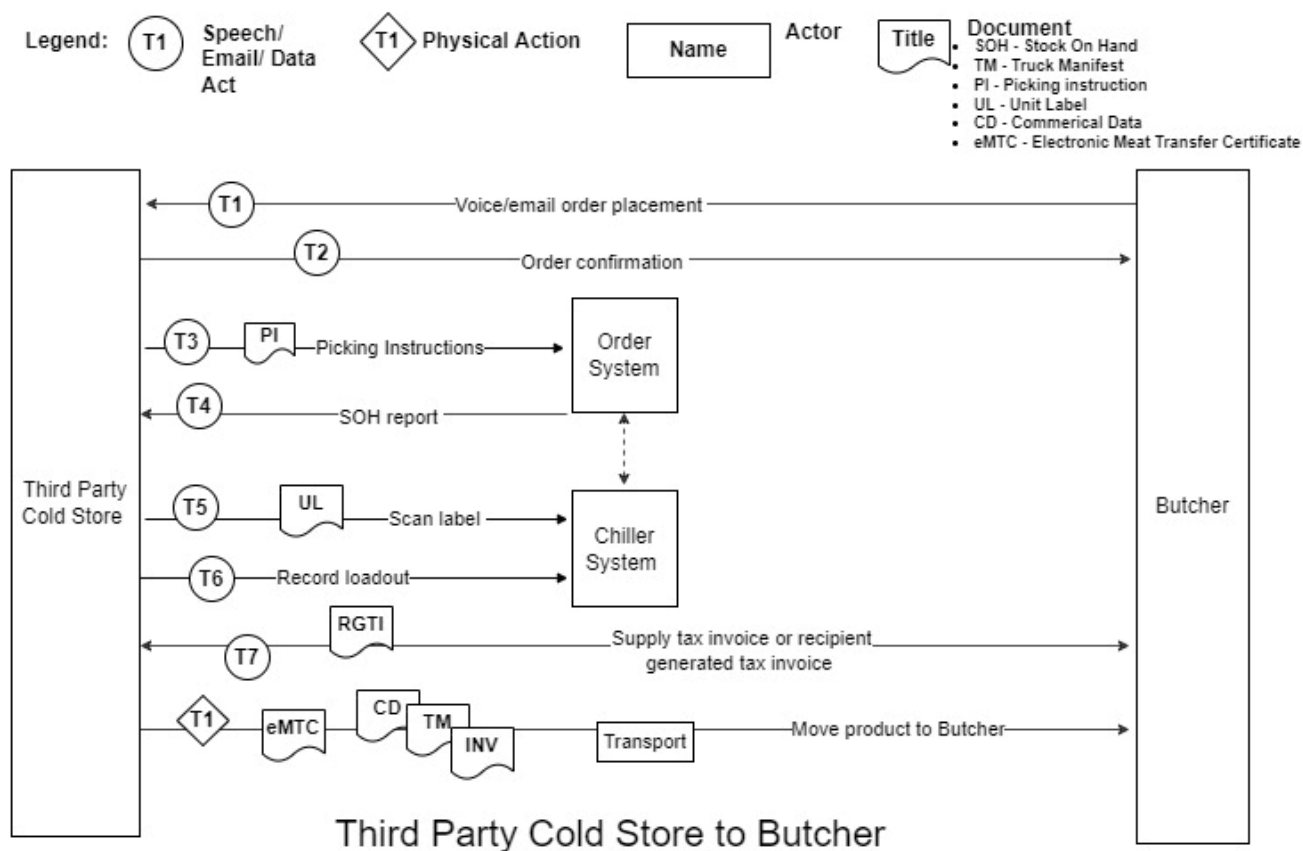 Legend:
T1
Speech/
Email/ Data
Act
T1
Physical Action
Name
Actor
Title
Document
• SOH - Stock On Hand
• TM - Truck Manifest
• PI - Picking instruction
• UL - Unit Label
• CD - Commerical Data
• eMTC - Electronic Meat Transfer Certificate
T1
Voice/email order placement
T2
Order confirmation
T3
PI
Picking Instructions
Order
System
T4
SOH report
Third Party
Cold Store
Butcher
T5
UL
Scan label
Chiller
System
T6
Record loadout
T7
RGTI
Supply tax invoice or recipient
generated tax invoice
T1
eMTC
CD
TM
INV
Transport
Move product to Butcher
Third Party Cold Store to Butcher